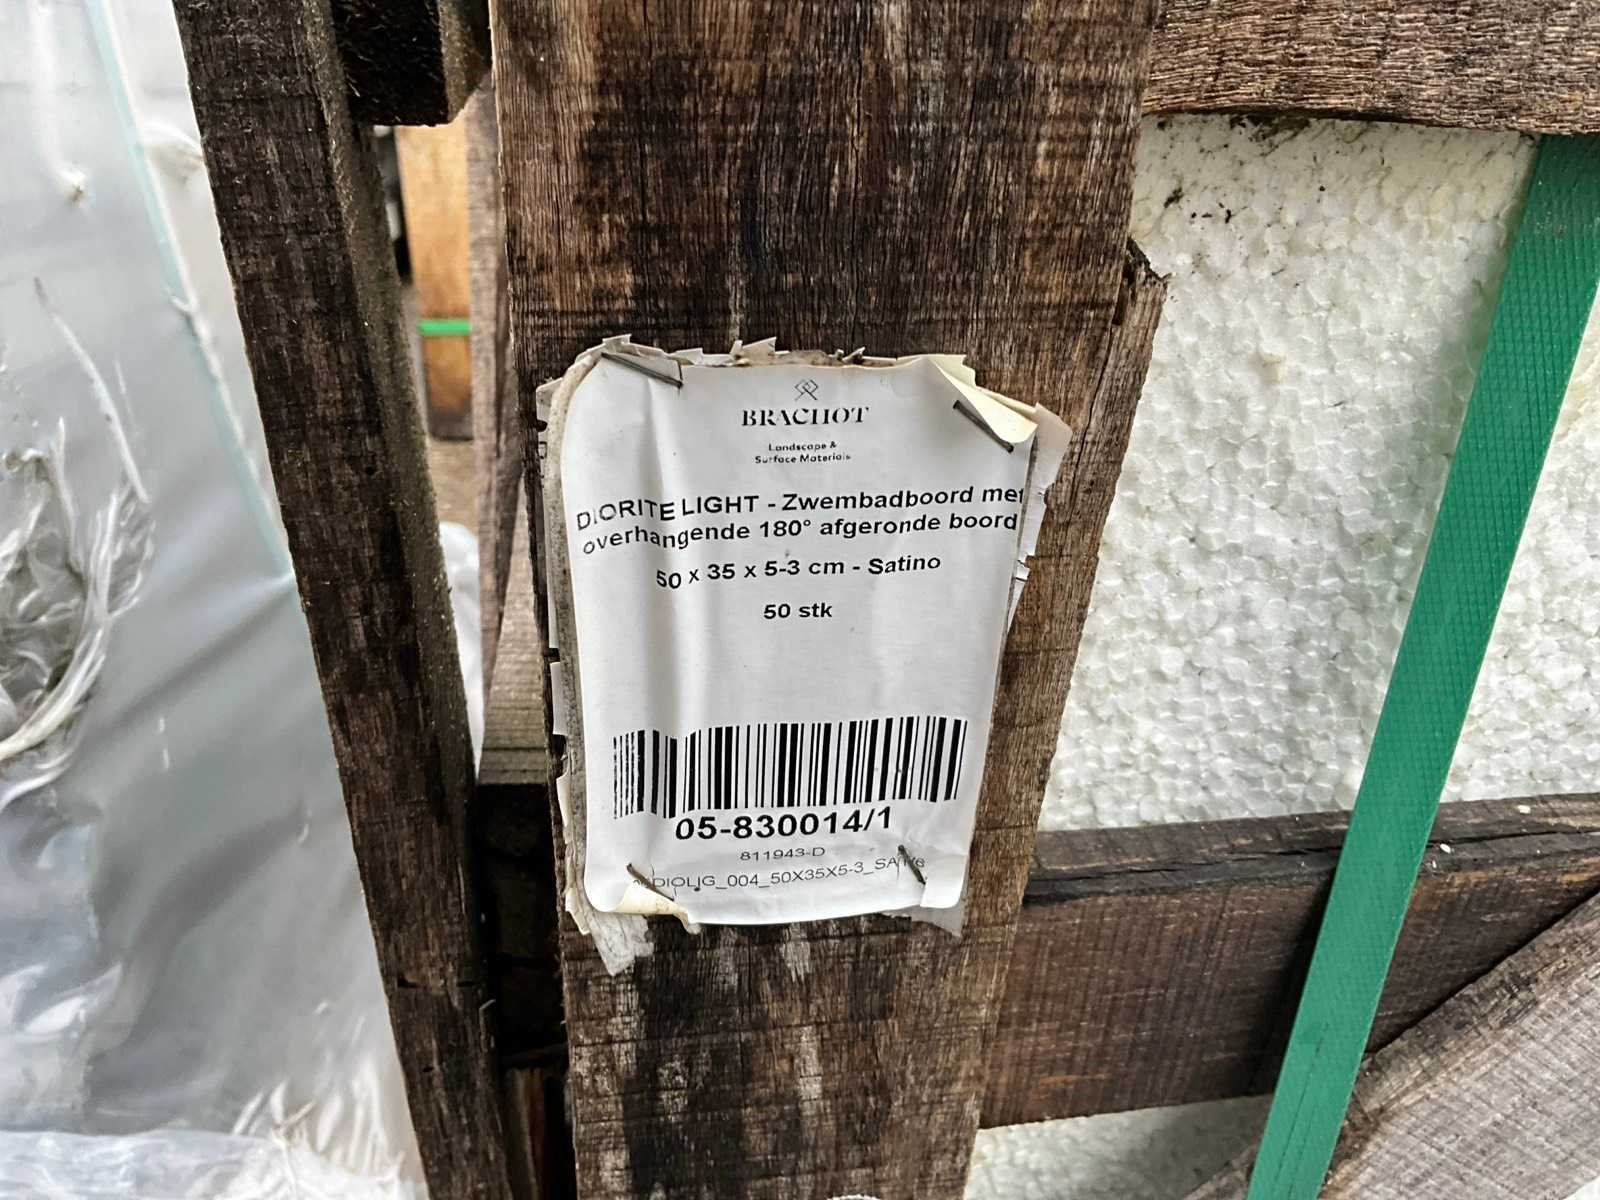 BRACHOT
Landscape &
Surface Materials
DIORITE LIGHT - Zwembadboord met
overhangende 180° afgeronde boord
50 x 35 x 5-3 cm - Satino
50 stk
05-830014/1
811943-D